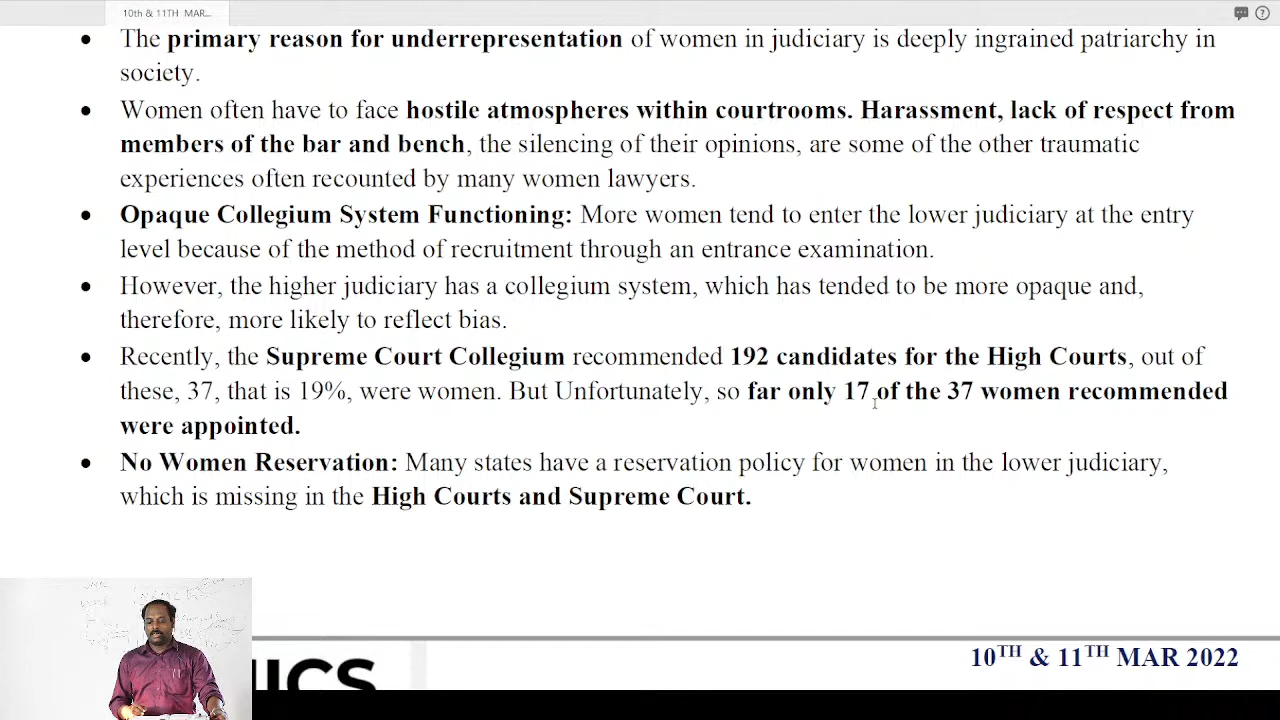 10th & 11TH MAR...
• The primary reason for underrepresentation of women in judiciary is deeply ingrained patriarchy in
society.
• Women often have to face hostile atmospheres within courtrooms. Harassment, lack of respect from
members of the bar and bench, the silencing of their opinions, are some of the other traumatic
experiences often recounted by many women lawyers.
• Opaque Collegium System Functioning: More women tend to enter the lower judiciary at the entry
level because of the method of recruitment through an entrance examination.
• However, the higher judiciary has a collegium system, which has tended to be more opaque and,
therefore, more likely to reflect bias.
• Recently, the Supreme Court Collegium recommended 192 candidates for the High Courts, out of
these, 37, that is 19%, were women. But Unfortunately, so far only 17 of the 37 women recommended
were appointed.
• No Women Reservation: Many states have a reservation policy for women in the lower judiciary,
which is missing in the High Courts and Supreme Court.
10TH & 11TH MAR 2022